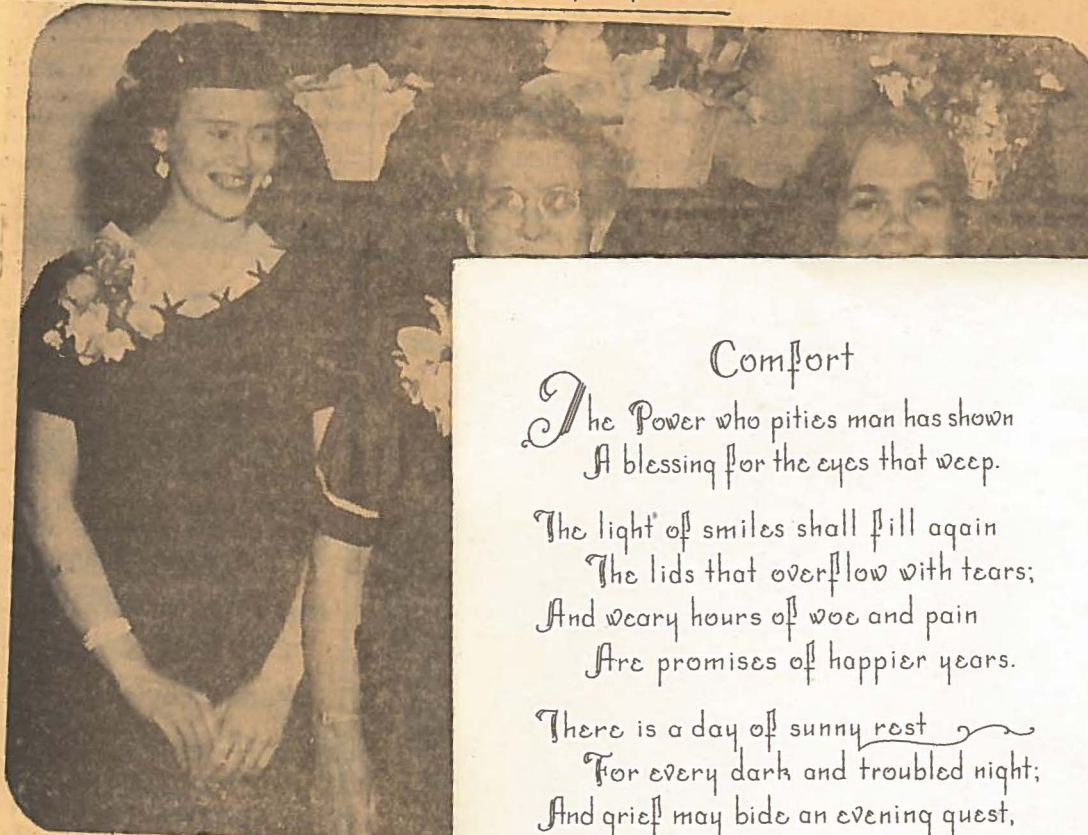 Comfort
The Power who pities man has shown
A blessing for the eyes that weep.
The light of smiles shall fill again
The lids that overflow with tears;
And weary hours of woe and pain
Are promises of happier years.
There is a day of sunny rest
For every dark and troubled night;
And grief may bide an evening guest,